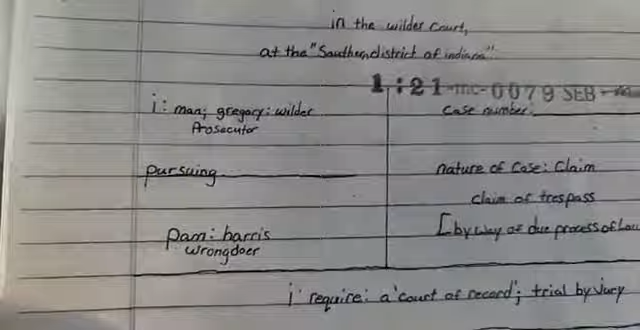 in the wilder court,
at the "Souther, district of indiana"
1:21-mc-0079 SEB
i: man; gregory: wilder
Case number.
Prosecutor
pursuing
nature of Case: Claim
claim of trespass
pam: harris
[by way of due process of Law
wrongdoer
i require: a 'court of record'; trial by jury